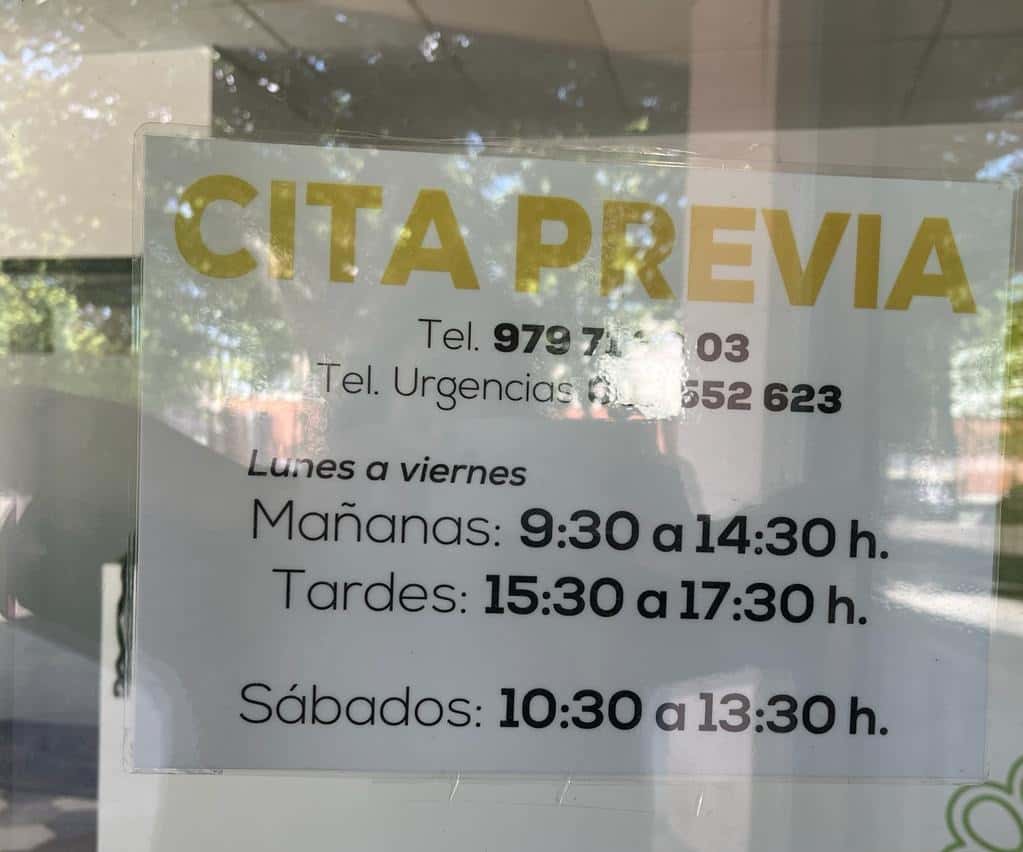 CITA PREVIA
Tel. 979 03
Tel. Urgencias 652 623
Lunes a viernes
Mañanas: 9:30 a 14:30 h.
Tardes: 15:30 a 17:30 h.
Sábados: 10:30 a 13:30 h.